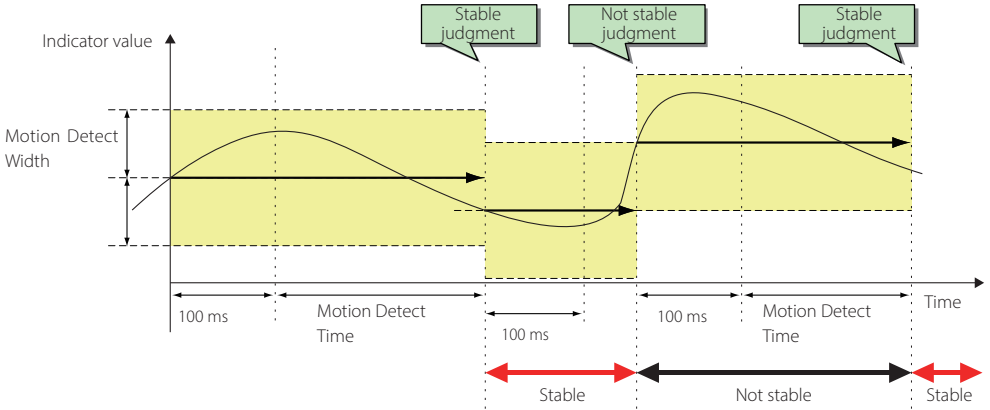 Stable
judgment
Not stable
judgment
Stable
judgment
Indicator value
Motion Detect
Width
100 ms
Motion Detect
Time
100 ms
100 ms
Motion Detect
Time
Time
Stable
Not stable
Stable